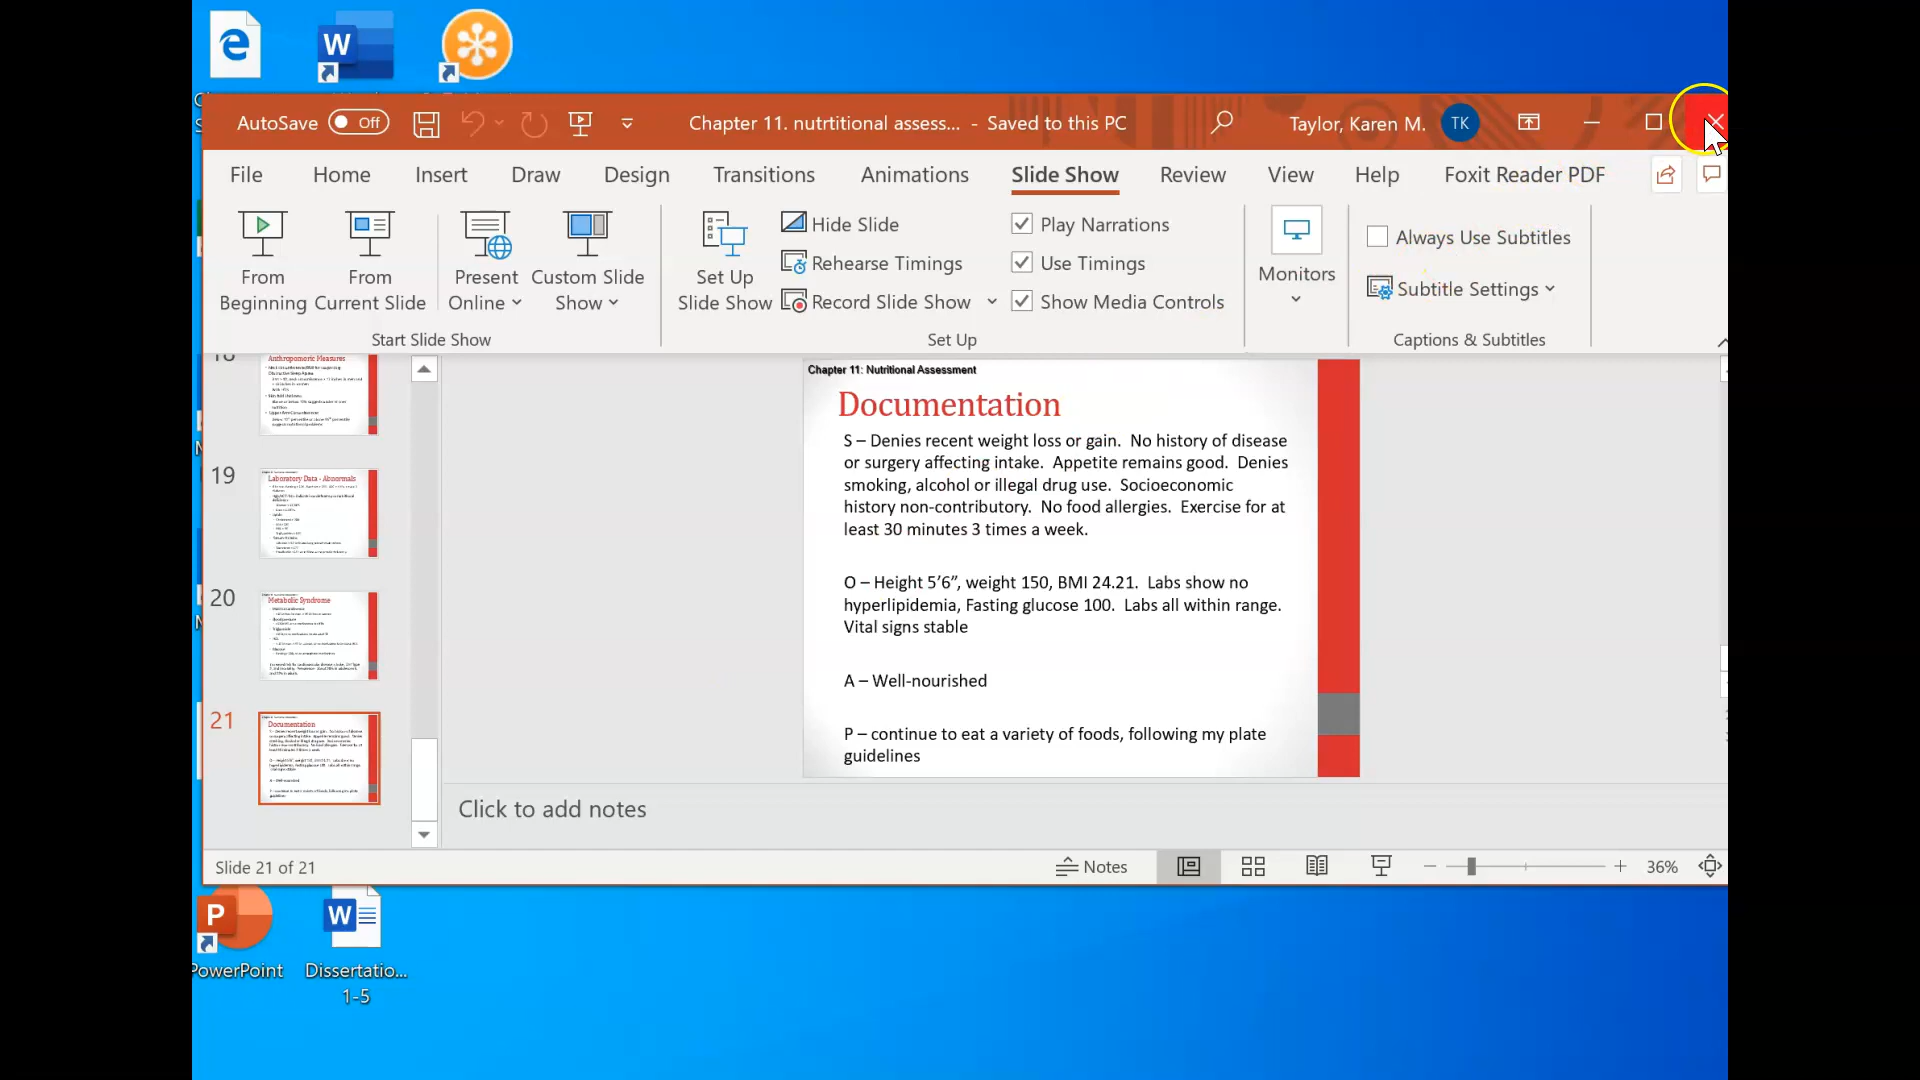 AutoSave Off
Chapter 11. nutrtitional assess... - Saved to this PC
Taylor, Karen M. TK
File Home Insert Draw Design Transitions Animations Slide Show Review View Help Foxit Reader PDF
From Beginning
From Current Slide
Present Online
Custom Slide Show
Start Slide Show
Set Up Slide Show
Hide Slide
Rehearse Timings
Record Slide Show
Play Narrations
Use Timings
Show Media Controls
Set Up
Monitors
Always Use Subtitles
Subtitle Settings
Captions & Subtitles
Anthropomoric Measures
19
Laboratory Data - Abnormals
20
Metabolic Syndrome
21
Documentation
Chapter 11: Nutritional Assessment
Documentation
S – Denies recent weight loss or gain. No history of disease
or surgery affecting intake. Appetite remains good. Denies
smoking, alcohol or illegal drug use. Socioeconomic
history non-contributory. No food allergies. Exercise for at
least 30 minutes 3 times a week.
O – Height 5’6”, weight 150, BMI 24.21. Labs show no
hyperlipidemia, Fasting glucose 100. Labs all within range.
Vital signs stable
A – Well-nourished
P – continue to eat a variety of foods, following my plate
guidelines
Click to add notes
Slide 21 of 21
Notes
36%
PowerPoint
Dissertatio...
1-5